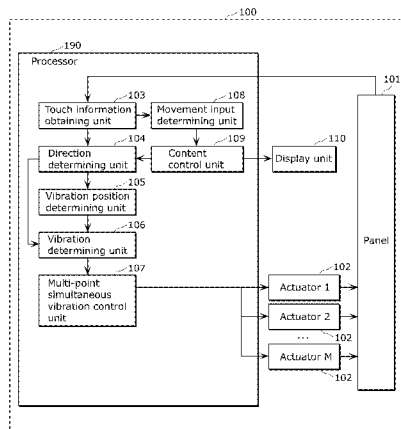 100
190
Processor
101
103
108
Touch information obtaining unit
Movement input determining unit
104
109
110
Direction determining unit
Content control unit
Display unit
105
Vibration position determining unit
106
Vibration determining unit
Panel
107
Multi-point simultaneous vibration control unit
102
Actuator 1
Actuator 2
102
...
Actuator M
102